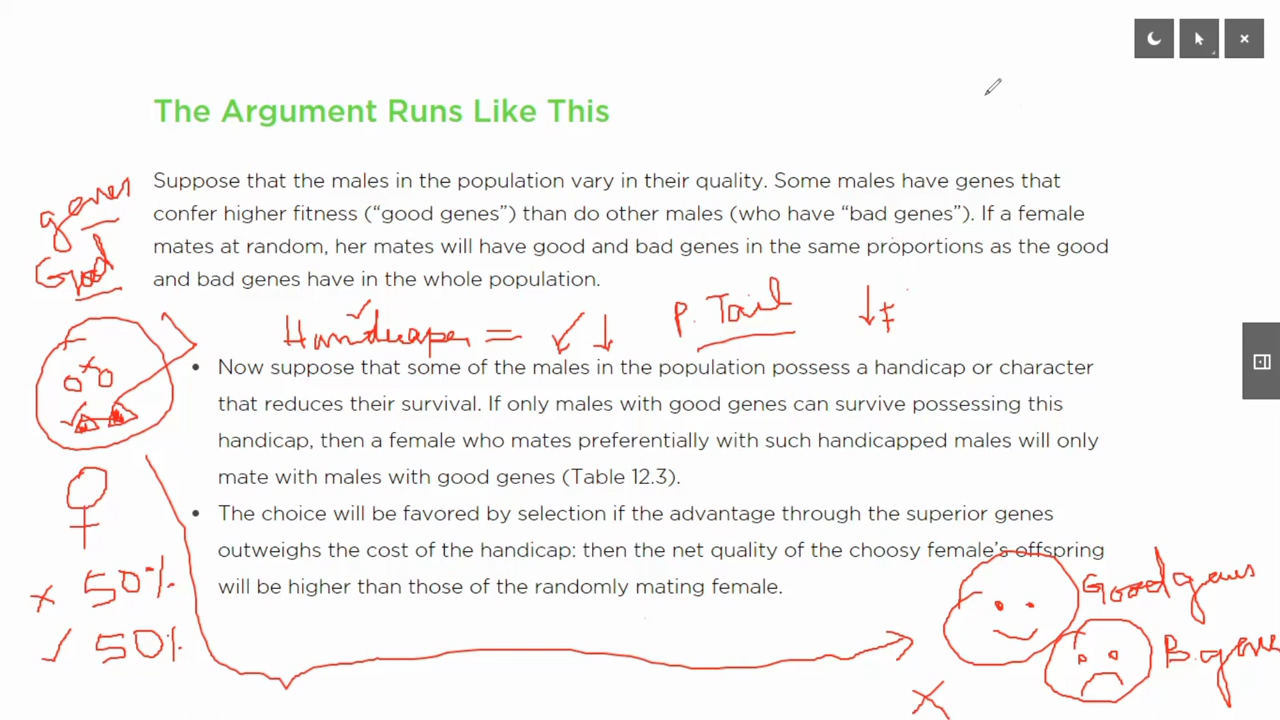 The Argument Runs Like This
Suppose that the males in the population vary in their quality. Some males have genes that
confer higher fitness (“good genes”) than do other males (who have “bad genes”). If a female
mates at random, her mates will have good and bad genes in the same proportions as the good
and bad genes have in the whole population.
genes
Good
P. Tail
• Now suppose that some of the males in the population possess a handicap or character
that reduces their survival. If only males with good genes can survive possessing this
handicap, then a female who mates preferentially with such handicapped males will only
mate with males with good genes (Table 12.3).
• The choice will be favored by selection if the advantage through the superior genes
outweighs the cost of the handicap: then the net quality of the choosy female's offspring
will be higher than those of the randomly mating female.
× 50%
✓ 50%
Good genes
B. gene